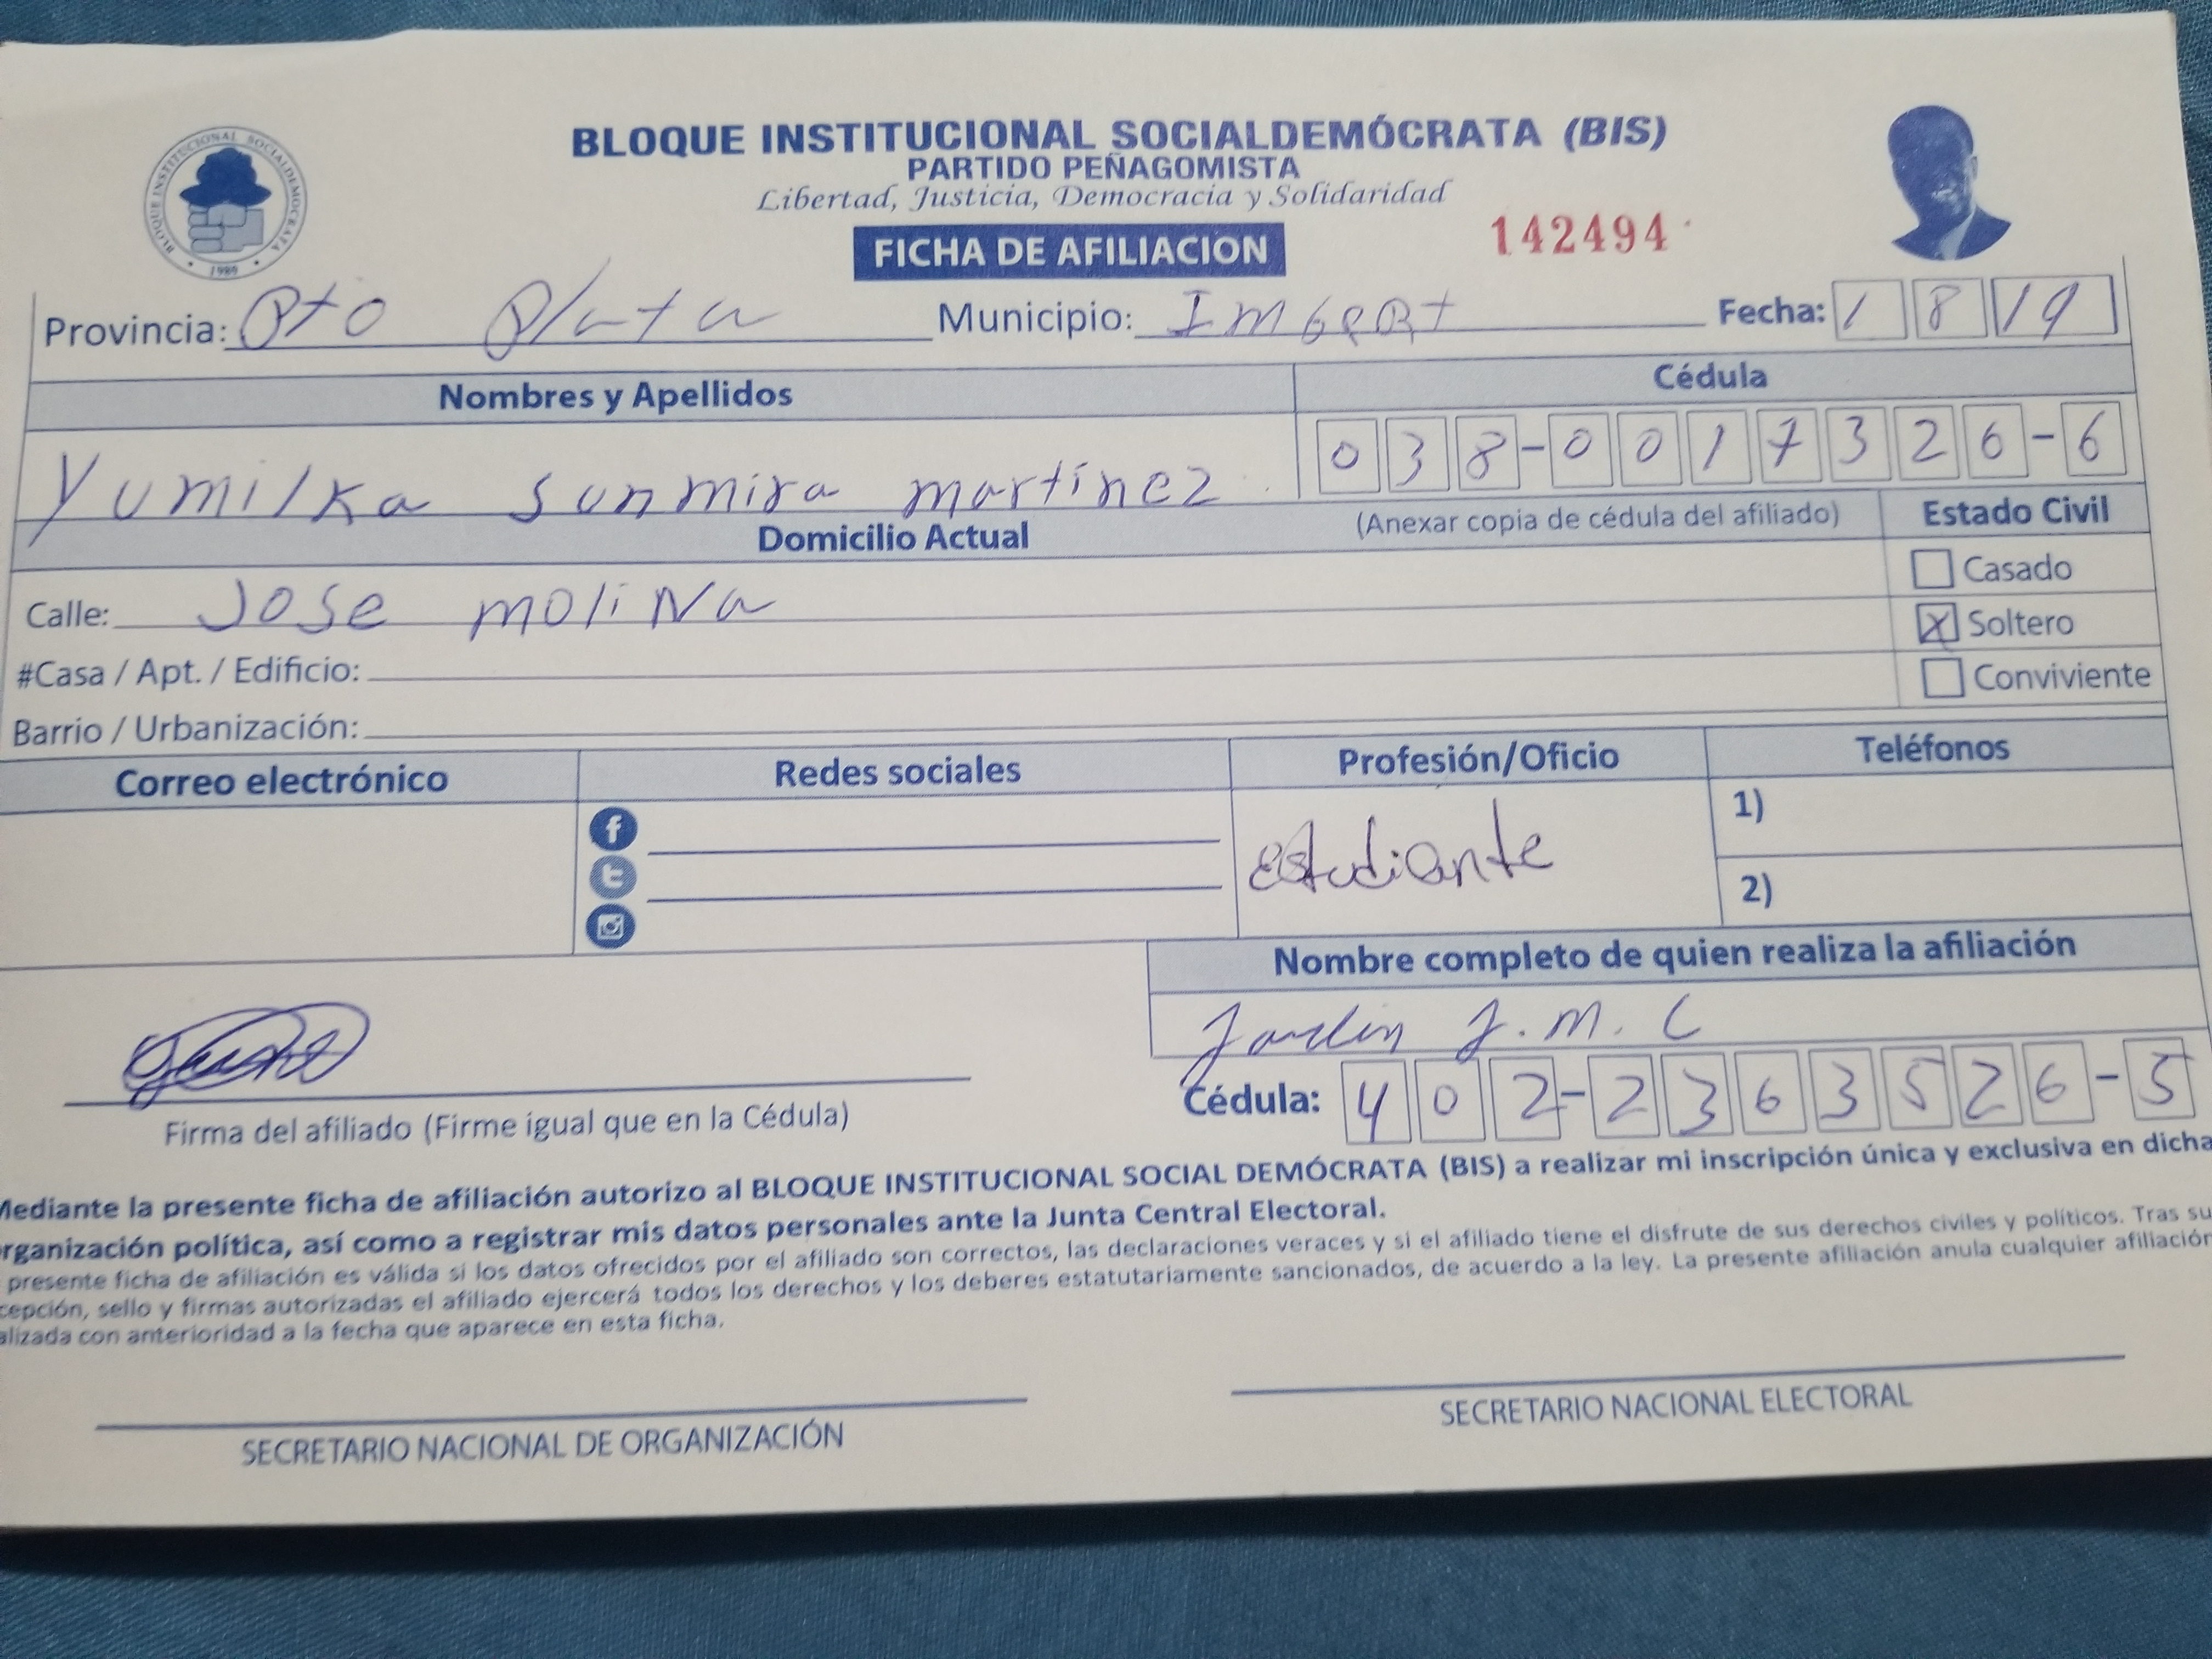 BLOQUE INSTITUCIONAL SOCIALDEMÓCRATA (BIS)
PARTIDO PEÑAGOMISTA
Libertad, Justicia, Democracia y Solidaridad
BLOQUE INSTITUCIONAL SOCIALDEMOCRATA
1989
FICHA DE AFILIACION
142494
Provincia: Pto Plata Municipio: Imbert Fecha: 1 8 19
Nombres y Apellidos Cédula
Yumilka Sunmira martínez 038-0017326-6
Domicilio Actual (Anexar copia de cédula del afiliado) Estado Civil
Casado
Calle: Jose moliNa X Soltero
#Casa / Apt. / Edificio: Conviviente
Barrio / Urbanización:
Correo electrónico Redes sociales Profesión/Oficio Teléfonos
1)
Estudiante
2)
Nombre completo de quien realiza la afiliación
J. M. C
Cédula: 402-2363526-5
Firma del afiliado (Firme igual que en la Cédula)
Mediante la presente ficha de afiliación autorizo al BLOQUE INSTITUCIONAL SOCIAL DEMÓCRATA (BIS) a realizar mi inscripción única y exclusiva en dicha
rganización política, así como a registrar mis datos personales ante la Junta Central Electoral.
presente ficha de afiliación es válida si los datos ofrecidos por el afiliado son correctos, las declaraciones veraces y si el afiliado tiene el disfrute de sus derechos civiles y políticos. Tras su
cepción, sello y firmas autorizadas el afiliado ejercerá todos los derechos y los deberes estatutariamente sancionados, de acuerdo a la ley. La presente afiliación anula cualquier afiliación
alizada con anterioridad a la fecha que aparece en esta ficha.
SECRETARIO NACIONAL DE ORGANIZACIÓN SECRETARIO NACIONAL ELECTORAL